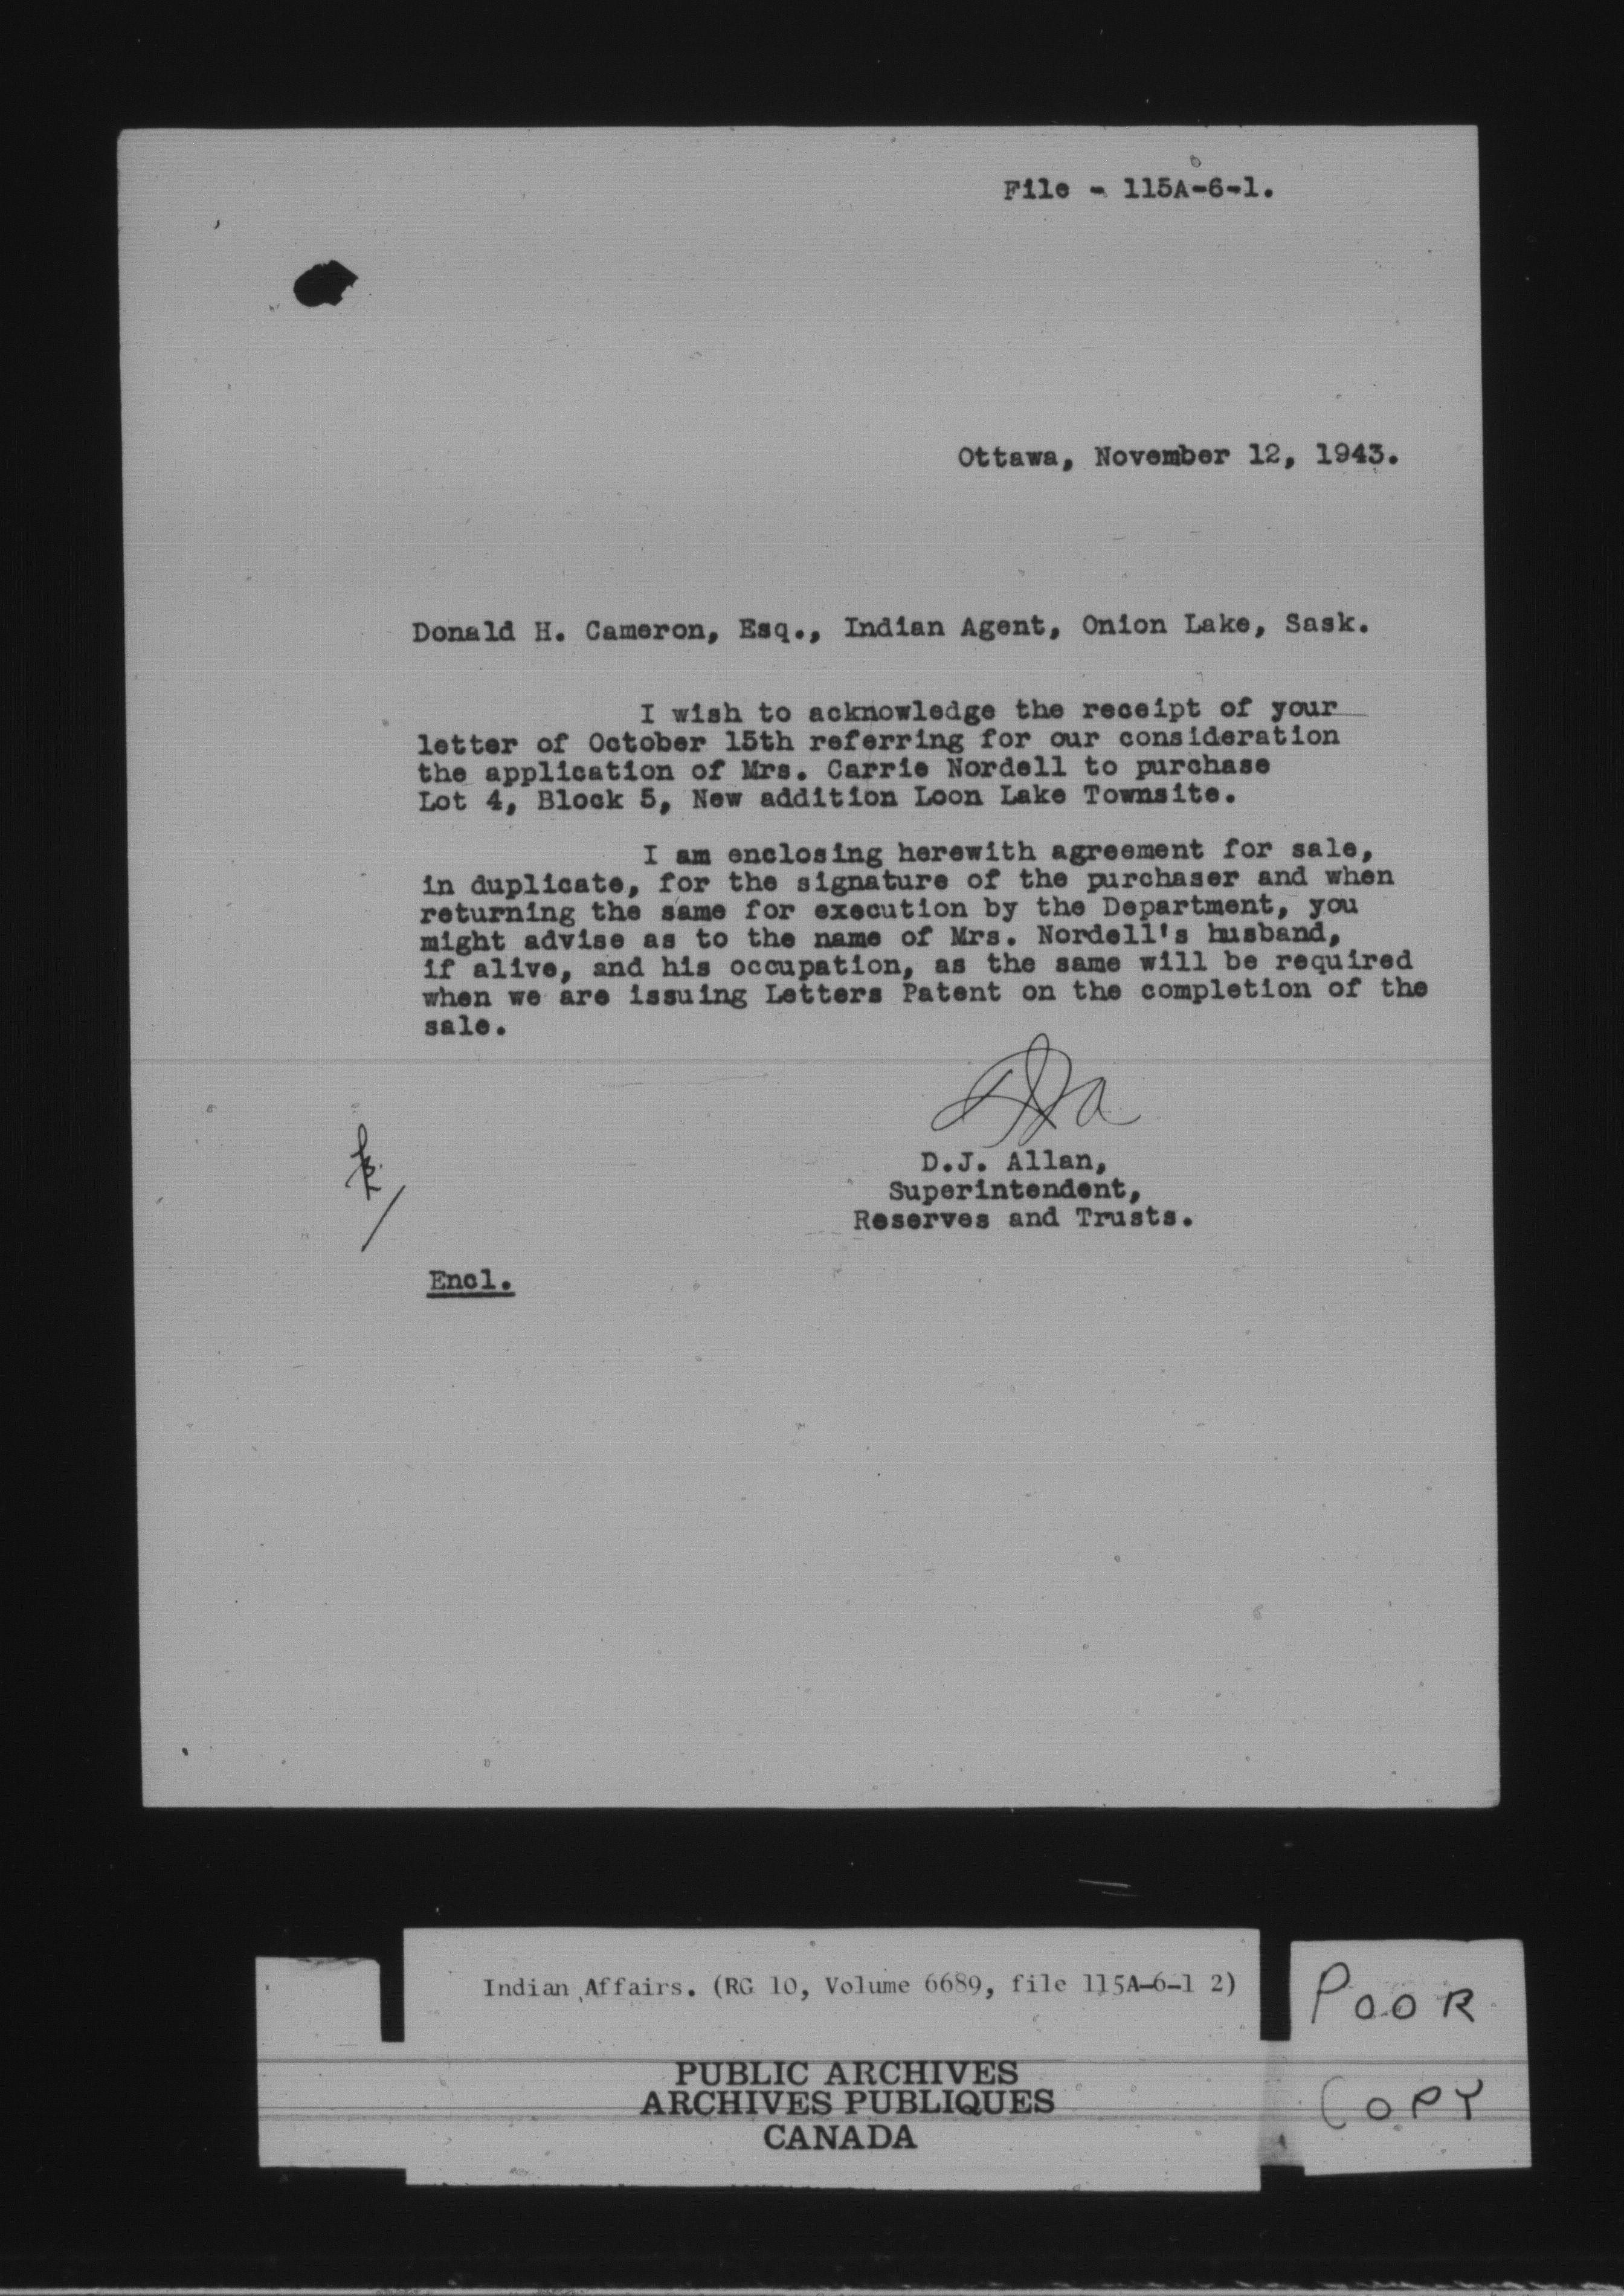 File - 115A-6-1.
Ottawa, November 12, 1943.
Donald H. Cameron, Esq., Indian Agent, Onion Lake, Sask.
I wish to acknowledge the receipt of your
letter of October 15th referring for our consideration
the application of Mrs. Carrie Nordell to purchase
Lot 4, Block 5, New addition Loon Lake Townsite.
I am enclosing herewith agreement for sale,
in duplicate, for the signature of the purchaser and when
returning the same for execution by the Department, you
might advise as to the name of Mrs. Nordell's husband,
if alive, and his occupation, as the same will be required
when we are issuing Letters Patent on the completion of the
sale.
D.J. Allan,
Superintendent,
Reserves and Trusts.
Encl.
Indian Affairs. (RG 10, Volume 6689, file 115A-6-1 2)
PUBLIC ARCHIVES
ARCHIVES PUBLIQUES
CANADA
POOR
COPY